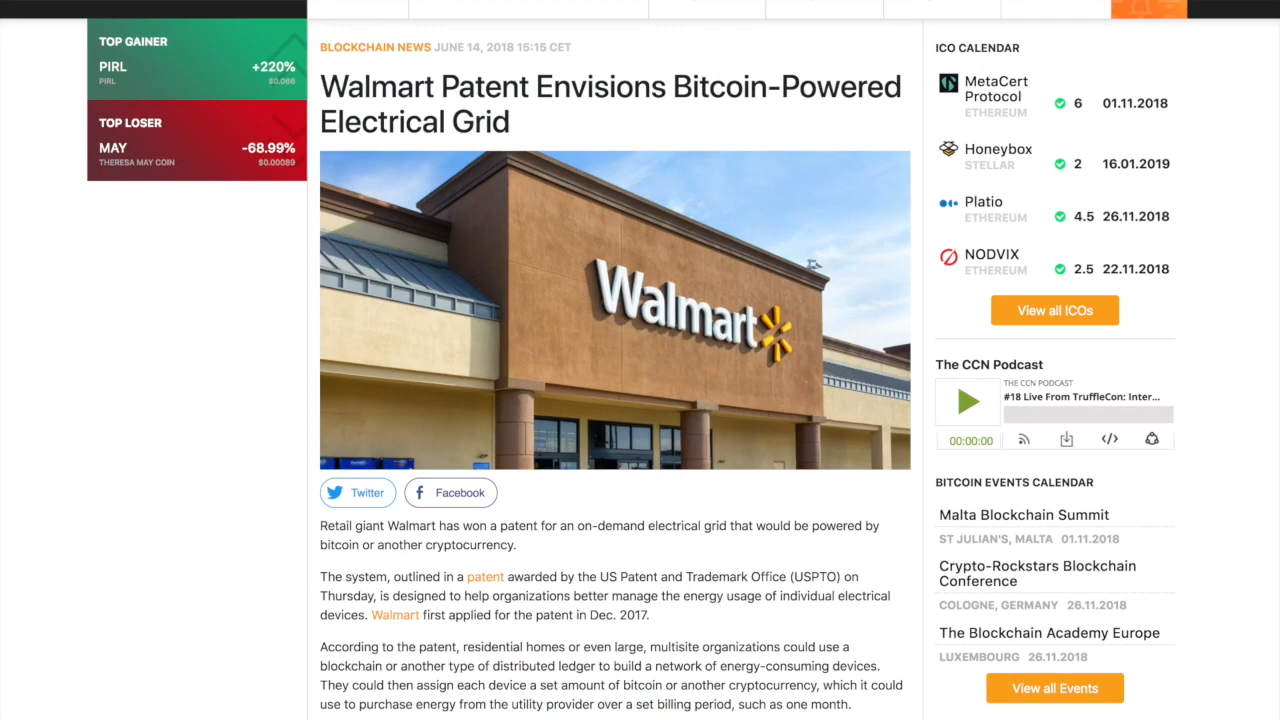 TOP GAINER
PIRL +220%
PIRL $0.066
TOP LOSER
MAY -68.99%
THERESA MAY COIN $0.00089
BLOCKCHAIN NEWS JUNE 14, 2018 15:15 CET
Walmart Patent Envisions Bitcoin-Powered
Electrical Grid
Walmart
Twitter
Facebook
Retail giant Walmart has won a patent for an on-demand electrical grid that would be powered by
bitcoin or another cryptocurrency.
The system, outlined in a patent awarded by the US Patent and Trademark Office (USPTO) on
Thursday, is designed to help organizations better manage the energy usage of individual electrical
devices. Walmart first applied for the patent in Dec. 2017.
According to the patent, residential homes or even large, multisite organizations could use a
blockchain or another type of distributed ledger to build a network of energy-consuming devices.
They could then assign each device a set amount of bitcoin or another cryptocurrency, which it could
use to purchase energy from the utility provider over a set billing period, such as one month.
ICO CALENDAR
MetaCert
Protocol
ETHEREUM
6 01.11.2018
Honeybox
STELLAR
2 16.01.2019
Platio
ETHEREUM
4.5 26.11.2018
NODVIX
ETHEREUM
2.5 22.11.2018
View all ICOs
The CCN Podcast
THE CCN PODCAST
#18 Live From TruffleCon: Inter...
00:00:00
BITCOIN EVENTS CALENDAR
Malta Blockchain Summit
ST JULIAN'S, MALTA 01.11.2018
Crypto-Rockstars Blockchain
Conference
COLOGNE, GERMANY 26.11.2018
The Blockchain Academy Europe
LUXEMBOURG 26.11.2018
View all Events